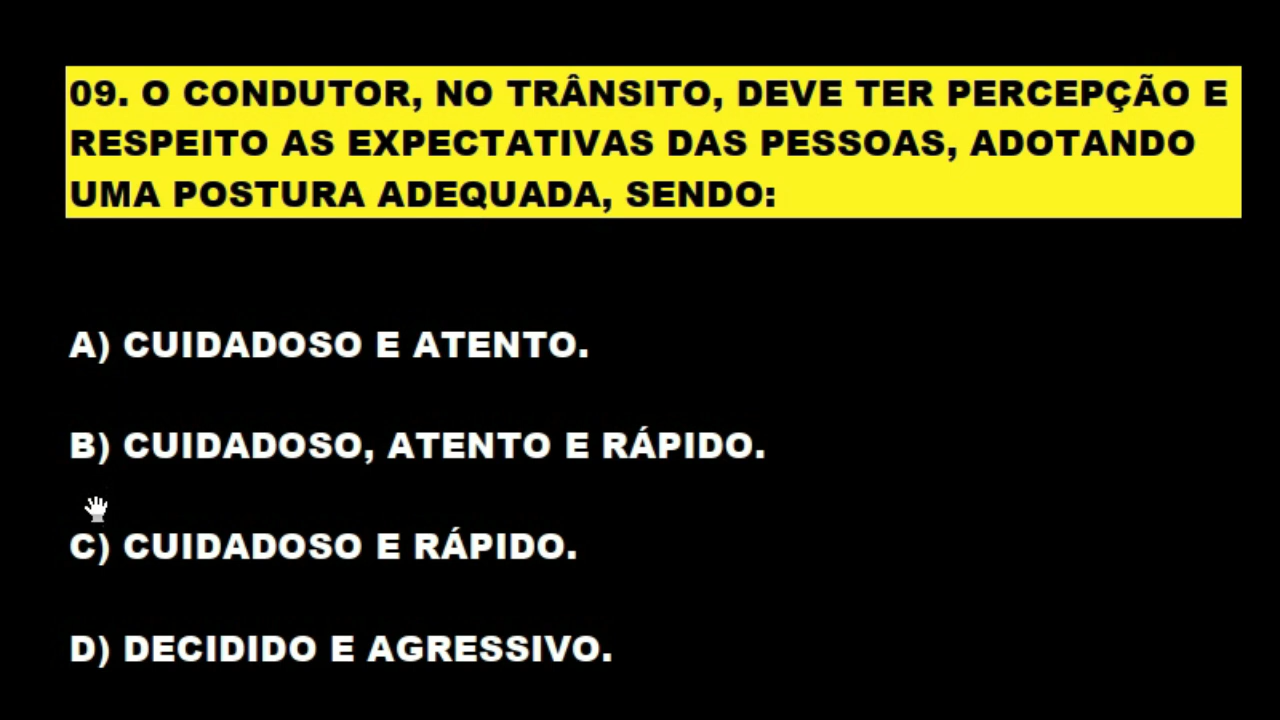 09. O CONDUTOR, NO TRÂNSITO, DEVE TER PERCEPÇÃO E
RESPEITO AS EXPECTATIVAS DAS PESSOAS, ADOTANDO
UMA POSTURA ADEQUADA, SENDO:
A) CUIDADOSO E ATENTO.
B) CUIDADOSO, ATENTO E RÁPIDO.
C) CUIDADOSO E RÁPIDO.
D) DECIDIDO E AGRESSIVO.